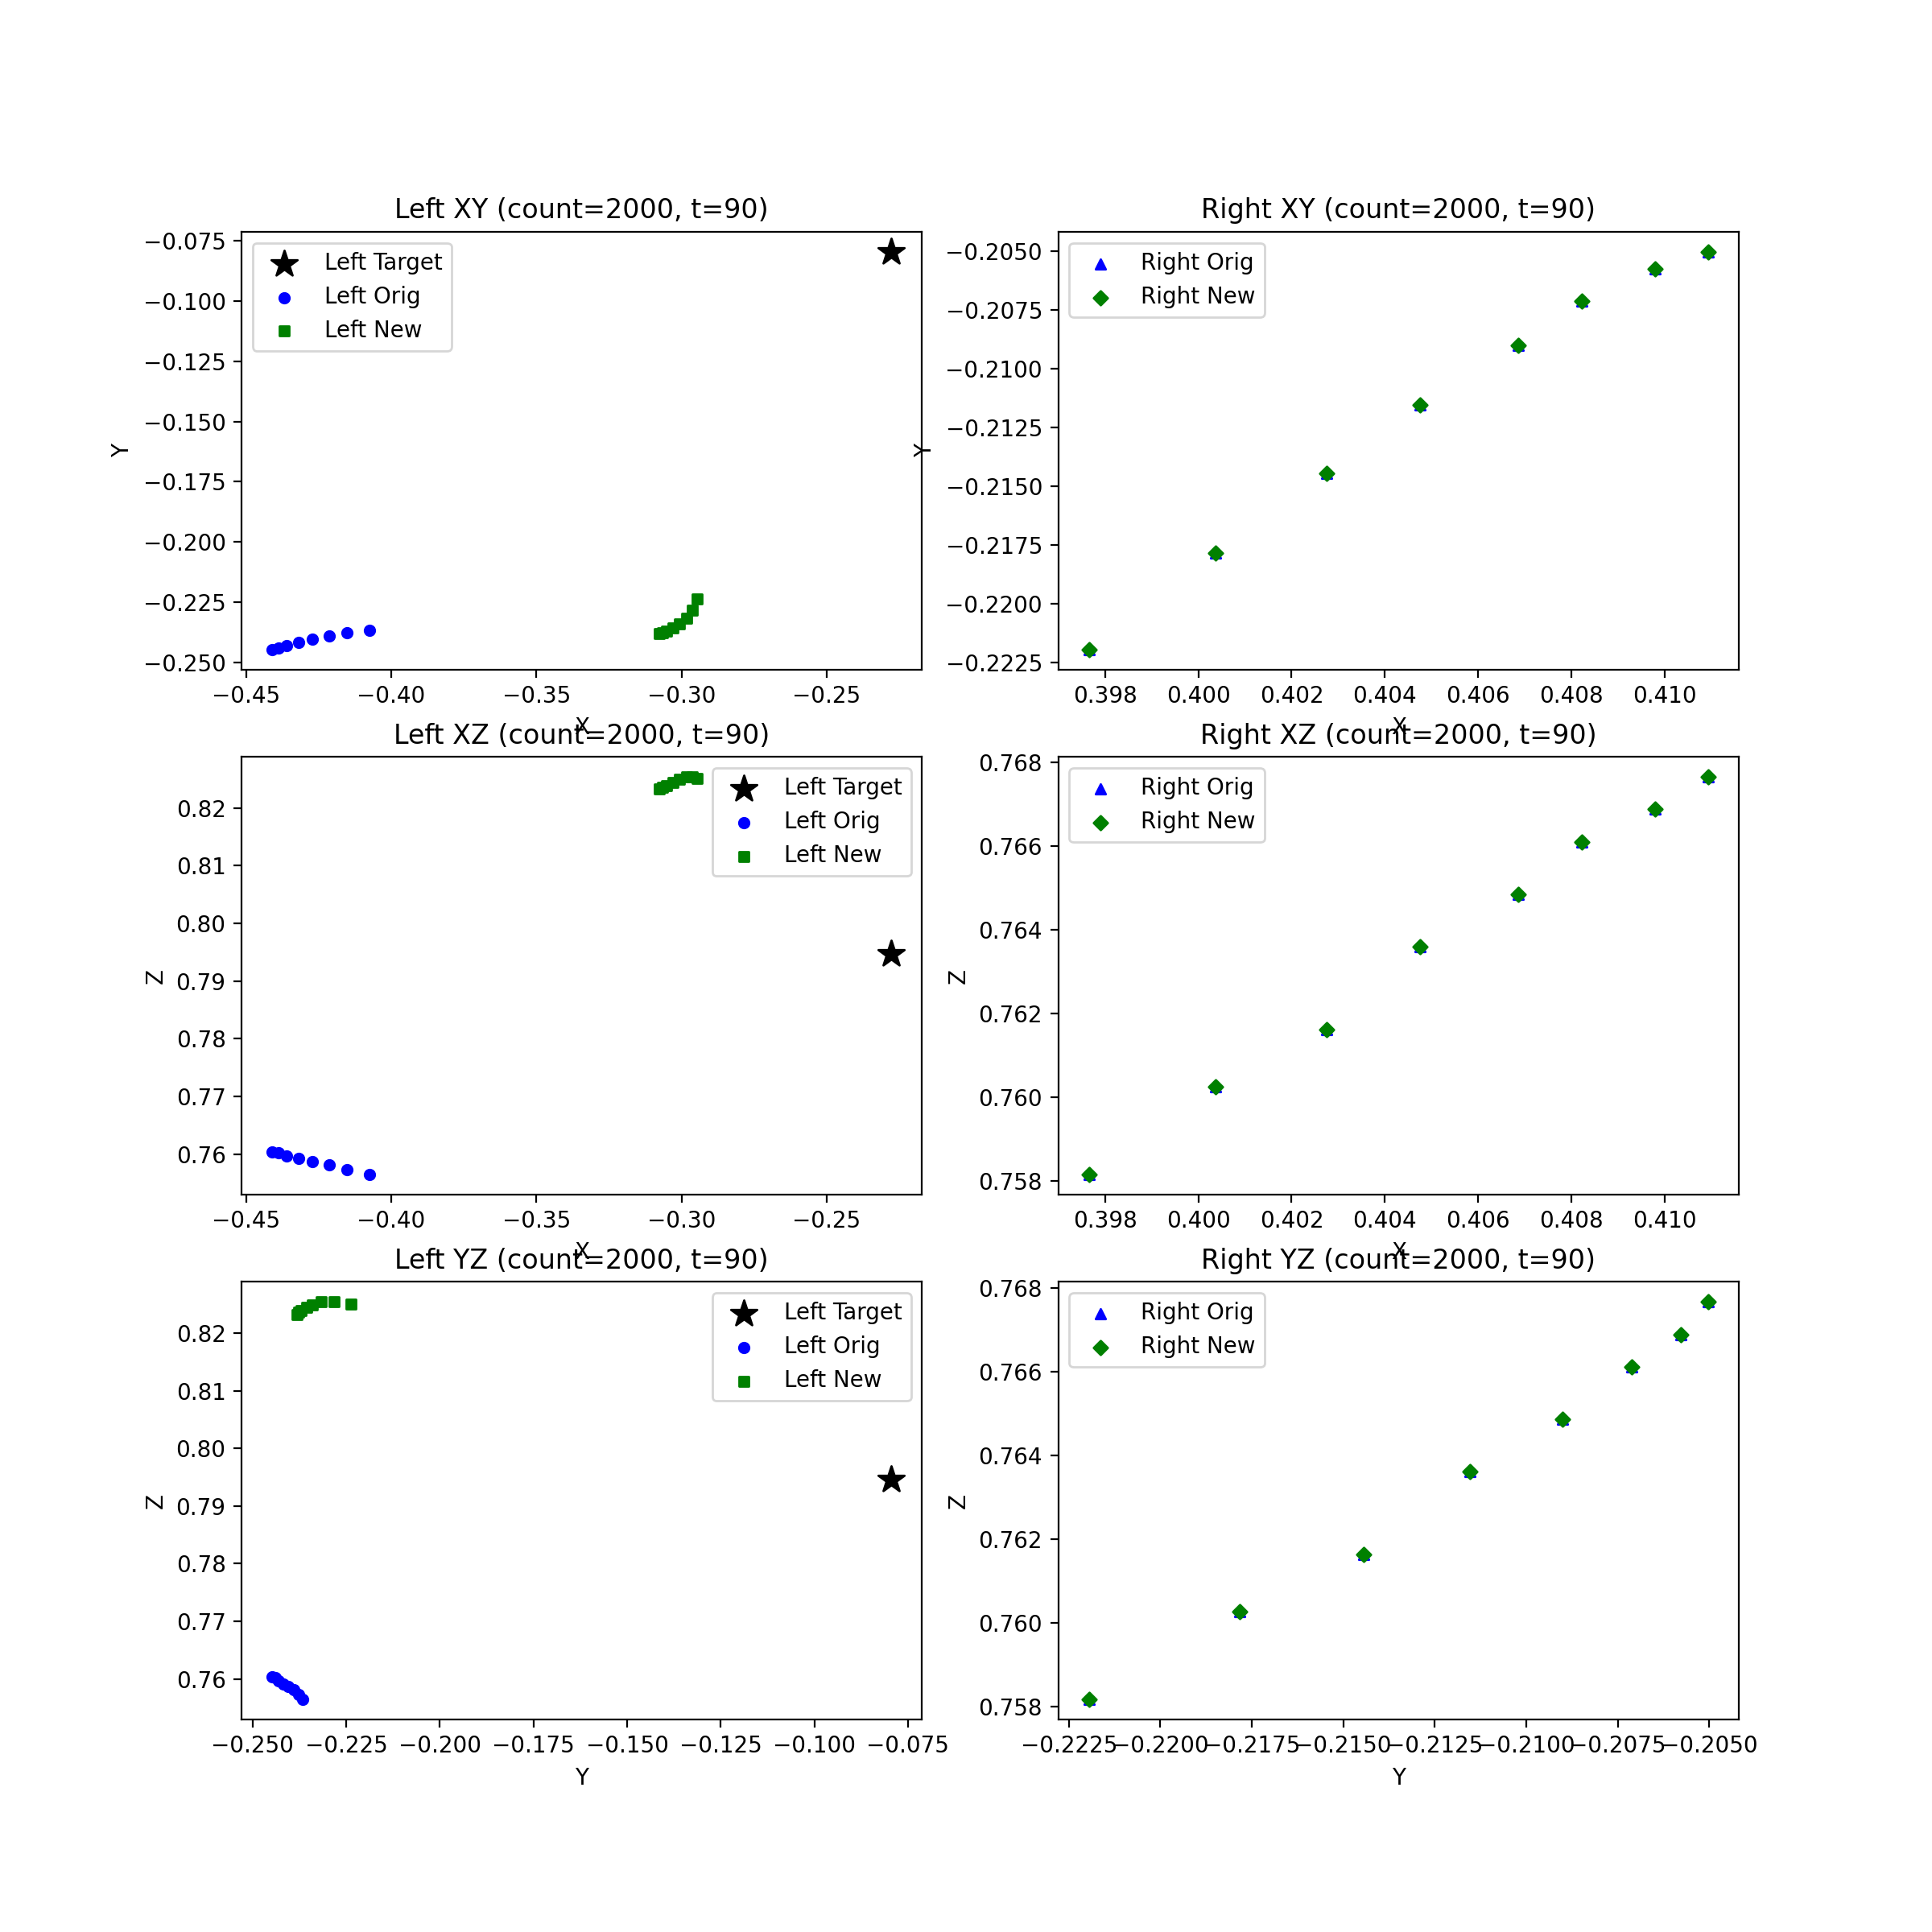 Left XY (count=2000, t=90)
Left Target
Left Orig
Left New
−0.075
−0.100
−0.125
−0.150
−0.175
−0.200
−0.225
−0.250
Y
−0.45
−0.40
−0.35
−0.30
−0.25
X
Right XY (count=2000, t=90)
Right Orig
Right New
−0.2050
−0.2075
−0.2100
−0.2125
−0.2150
−0.2175
−0.2200
−0.2225
Y
0.398
0.400
0.402
0.404
0.406
0.408
0.410
X
Left XZ (count=2000, t=90)
Left Target
Left Orig
Left New
0.82
0.81
0.80
0.79
0.78
0.77
0.76
Z
−0.45
−0.40
−0.35
−0.30
−0.25
X
Right XZ (count=2000, t=90)
Right Orig
Right New
0.768
0.766
0.764
0.762
0.760
0.758
Z
0.398
0.400
0.402
0.404
0.406
0.408
0.410
X
Left YZ (count=2000, t=90)
Left Target
Left Orig
Left New
0.82
0.81
0.80
0.79
0.78
0.77
0.76
Z
−0.250
−0.225
−0.200
−0.175
−0.150
−0.125
−0.100
−0.075
Y
Right YZ (count=2000, t=90)
Right Orig
Right New
0.768
0.766
0.764
0.762
0.760
0.758
Z
−0.2225
−0.2200
−0.2175
−0.2150
−0.2125
−0.2100
−0.2075
−0.2050
Y